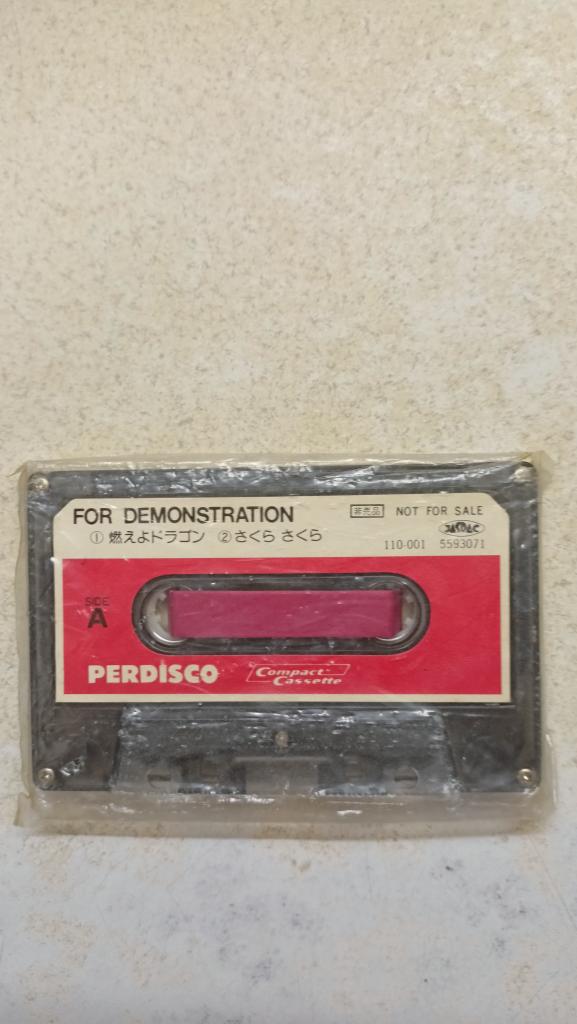 FOR DEMONSTRATION
非売品 NOT FOR SALE
① 燃えよドラゴン ②さくら さくら
JASRAC
110-001 5593071
SIDE
A
PERDISCO
Compact
Cassette